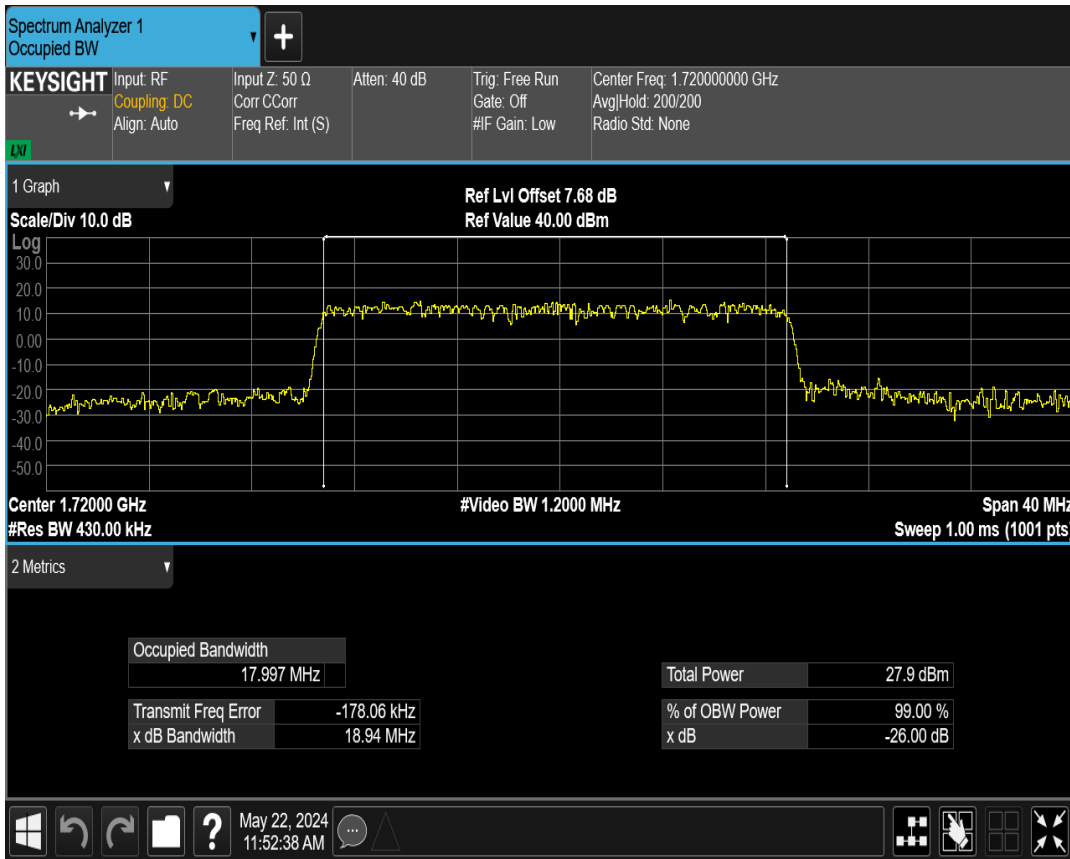 Spectrum Analyzer 1
Occupied BW
+
KEYSIGHT
LXI
Input: RF
Coupling: DC
Align: Auto
Input Z: 50 Ω
Corr CCorr
Freq Ref: Int (S)
Atten: 40 dB
Trig: Free Run
Gate: Off
#IF Gain: Low
Center Freq: 1.720000000 GHz
Avg|Hold: 200/200
Radio Std: None
1 Graph
Scale/Div 10.0 dB
Ref Lvl Offset 7.68 dB
Ref Value 40.00 dBm
Log
30.0
20.0
10.0
0.00
-10.0
-20.0
-30.0
-40.0
-50.0
Center 1.72000 GHz
#Video BW 1.2000 MHz
Span 40 MHz
#Res BW 430.00 kHz
Sweep 1.00 ms (1001 pts)
2 Metrics
Occupied Bandwidth
17.997 MHz
Total Power 27.9 dBm
Transmit Freq Error -178.06 kHz
% of OBW Power 99.00 %
x dB Bandwidth 18.94 MHz
x dB -26.00 dB
?
May 22, 2024
11:52:38 AM